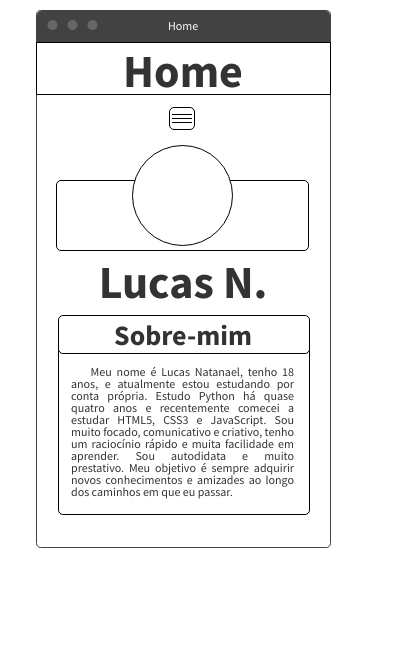 Home
Home
Lucas N.
Sobre-mim
Meu nome é Lucas Natanael, tenho 18
anos, e atualmente estou estudando por
conta própria. Estudo Python há quase
quatro anos e recentemente comecei a
estudar HTML5, CSS3 e JavaScript. Sou
muito focado, comunicativo e criativo, tenho
um raciocínio rápido e muita facilidade em
aprender. Sou autodidata e muito
prestativo. Meu objetivo é sempre adquirir
novos conhecimentos e amizades ao longo
dos caminhos em que eu passar.